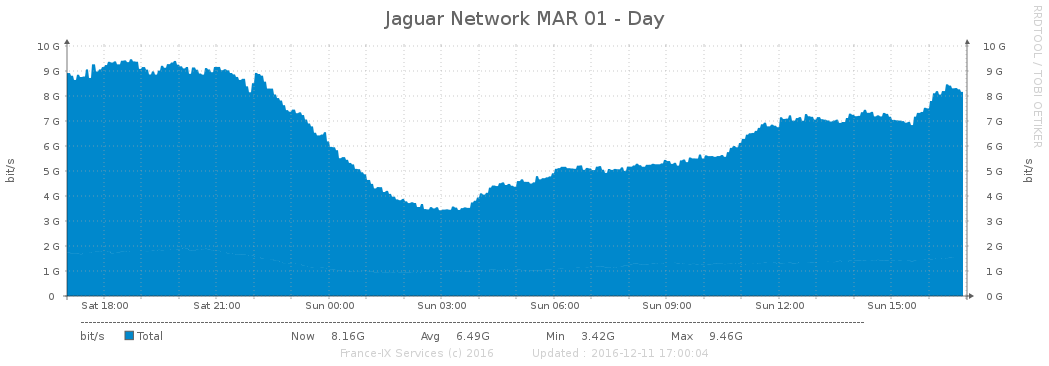 Jaguar Network MAR 01 - Day
RRDTOOL / TOBI OETIKER
10 G 10 G
9 G 9 G
8 G 8 G
7 G 7 G
6 G 6 G
5 G 5 G
4 G 4 G
3 G 3 G
2 G 2 G
1 G 1 G
0 0 G
bit/s
bit/s
Sat 18:00 Sat 21:00 Sun 00:00 Sun 03:00 Sun 06:00 Sun 09:00 Sun 12:00 Sun 15:00
bit/s Total Now 8.16G Avg 6.49G Min 3.42G Max 9.46G
France-IX Services (c) 2016 Updated : 2016-12-11 17:00:04